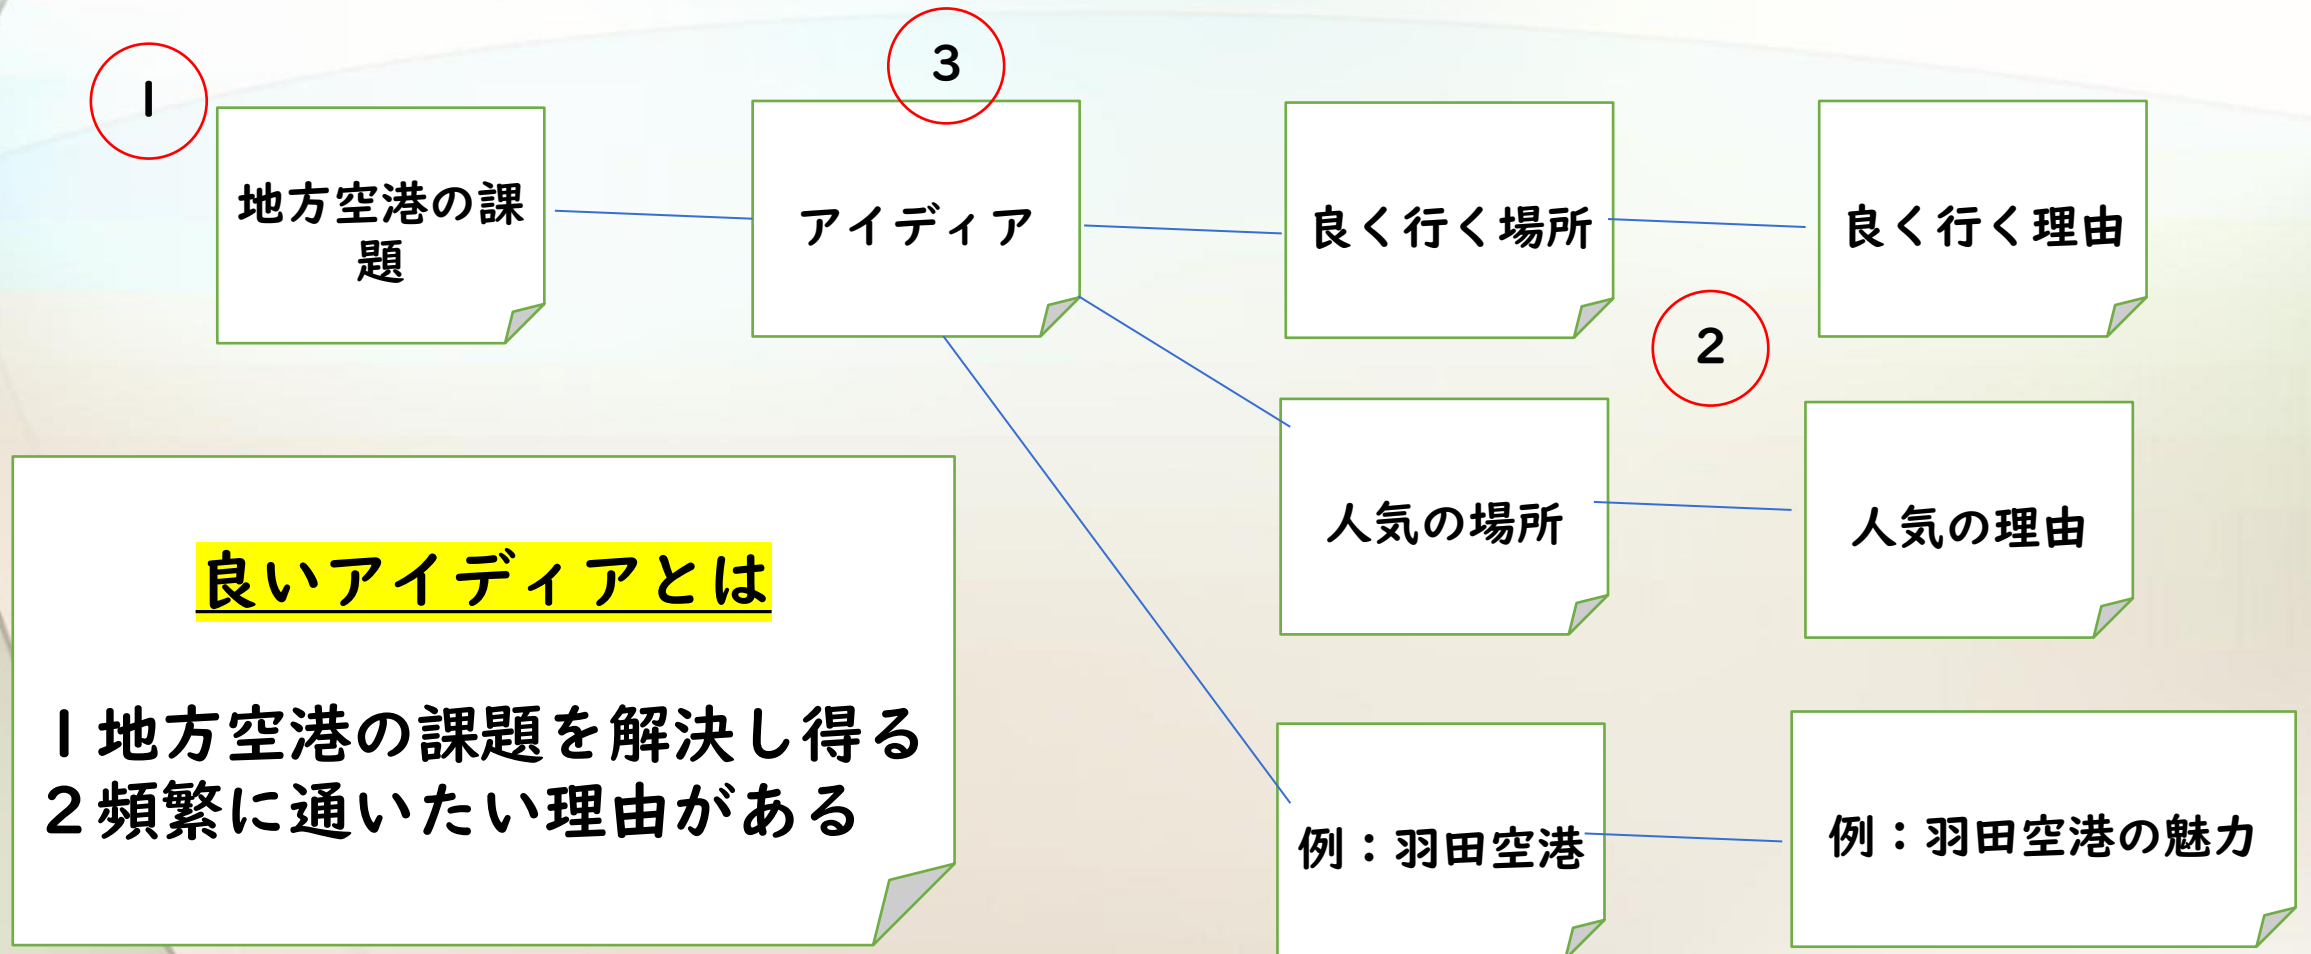 1
3
地方空港の課
題
アイディア
良く行く場所
良く行く理由
2
人気の場所
人気の理由
良いアイディアとは
1地方空港の課題を解決し得る
2頻繁に通いたい理由がある
例：羽田空港
例：羽田空港の魅力